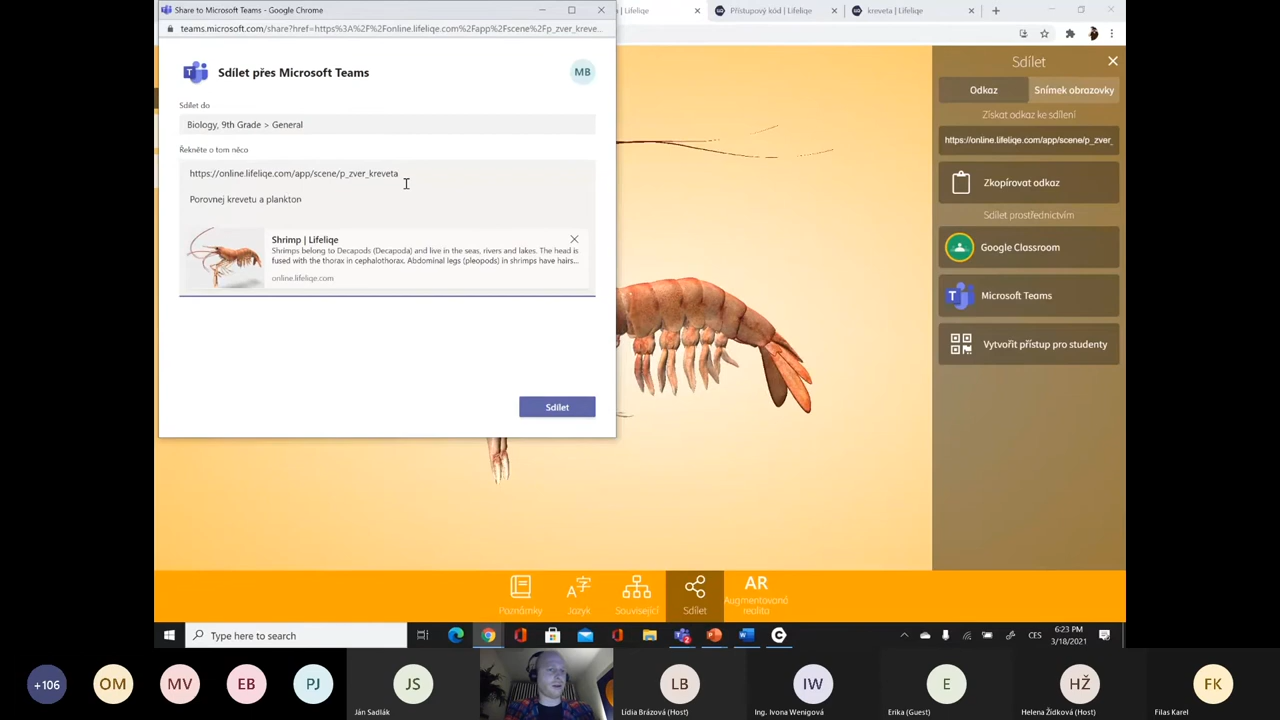 Share to Microsoft Teams - Google Chrome
teams.microsoft.com/share?href=https%3A%2F%2Fonline.lifeliqe.com%2Fapp%2Fscene%2Fp_zver_kreve...
Sdílet přes Microsoft Teams
MB
Sdílet do
Biology, 9th Grade > General
Řekněte o tom něco
https://online.lifeliqe.com/app/scene/p_zver_kreveta
Porovnej krevetu a plankton
Shrimp | Lifeliqe
Shrimps belong to Decapods (Decapoda) and live in the seas, rivers and lakes. The head is
fused with the thorax in cephalothorax. Abdominal legs (pleopods) in shrimps have hairs...
online.lifeliqe.com
Sdílet
| Lifeliqe
Přístupový kód | Lifeliqe
kreveta | Lifeliqe
Sdílet
Odkaz
Snímek obrazovky
Získat odkaz ke sdílení
https://online.lifeliqe.com/app/scene/p_zver_
Zkopírovat odkaz
Sdílet prostřednictvím
Google Classroom
Microsoft Teams
Vytvořit přístup pro studenty
Poznámky
Jazyk
Související
Sdílet
AR
Augmentovaná
realita
Type here to search
CES
6:23 PM
3/18/2021
+106
OM
MV
EB
PJ
JS
Ján Sadlák
LB
Lídia Brázová (Host)
IW
Ing. Ivona Wenigová
E
Erika (Guest)
HŽ
Helena Žídková (Host)
FK
Filas Karel